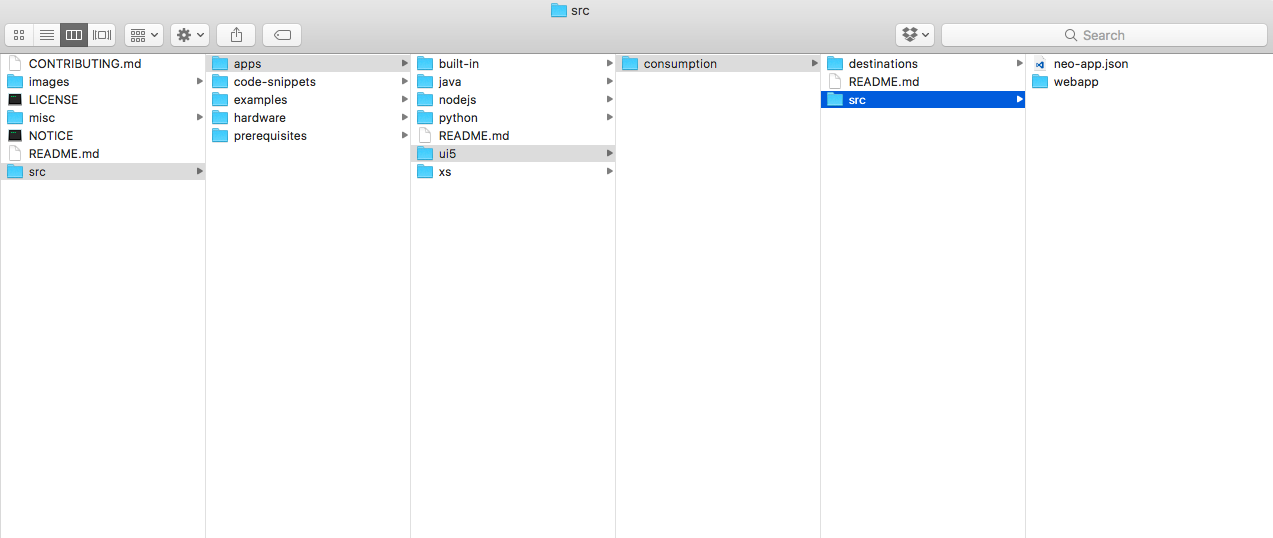 src
Search
CONTRIBUTING.md
images
LICENSE
misc
NOTICE
README.md
src
apps
code-snippets
examples
hardware
prerequisites
built-in
java
nodejs
python
README.md
ui5
xs
consumption
destinations
README.md
src
neo-app.json
webapp